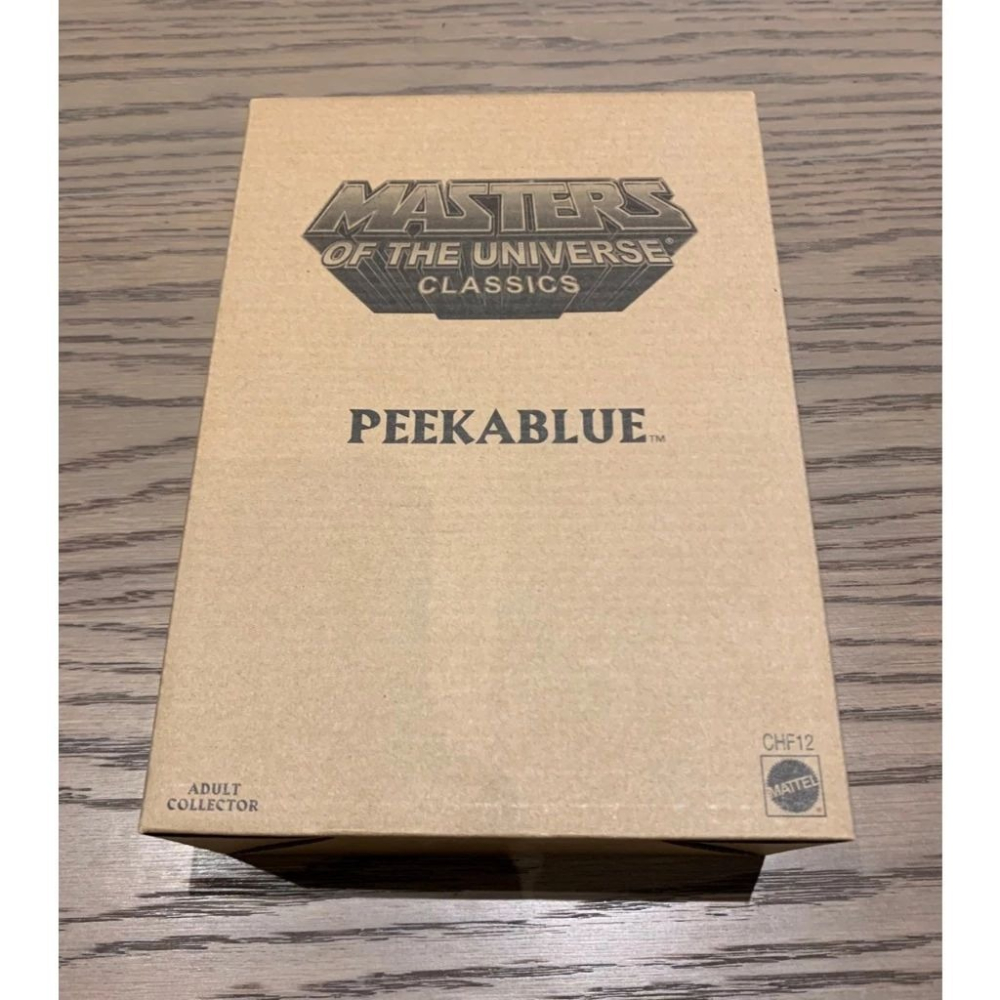 MASTERS
OF THE UNIVERSE®
CLASSICS
PEEKABLUE™
CHF12
MATTEL
ADULT
COLLECTOR